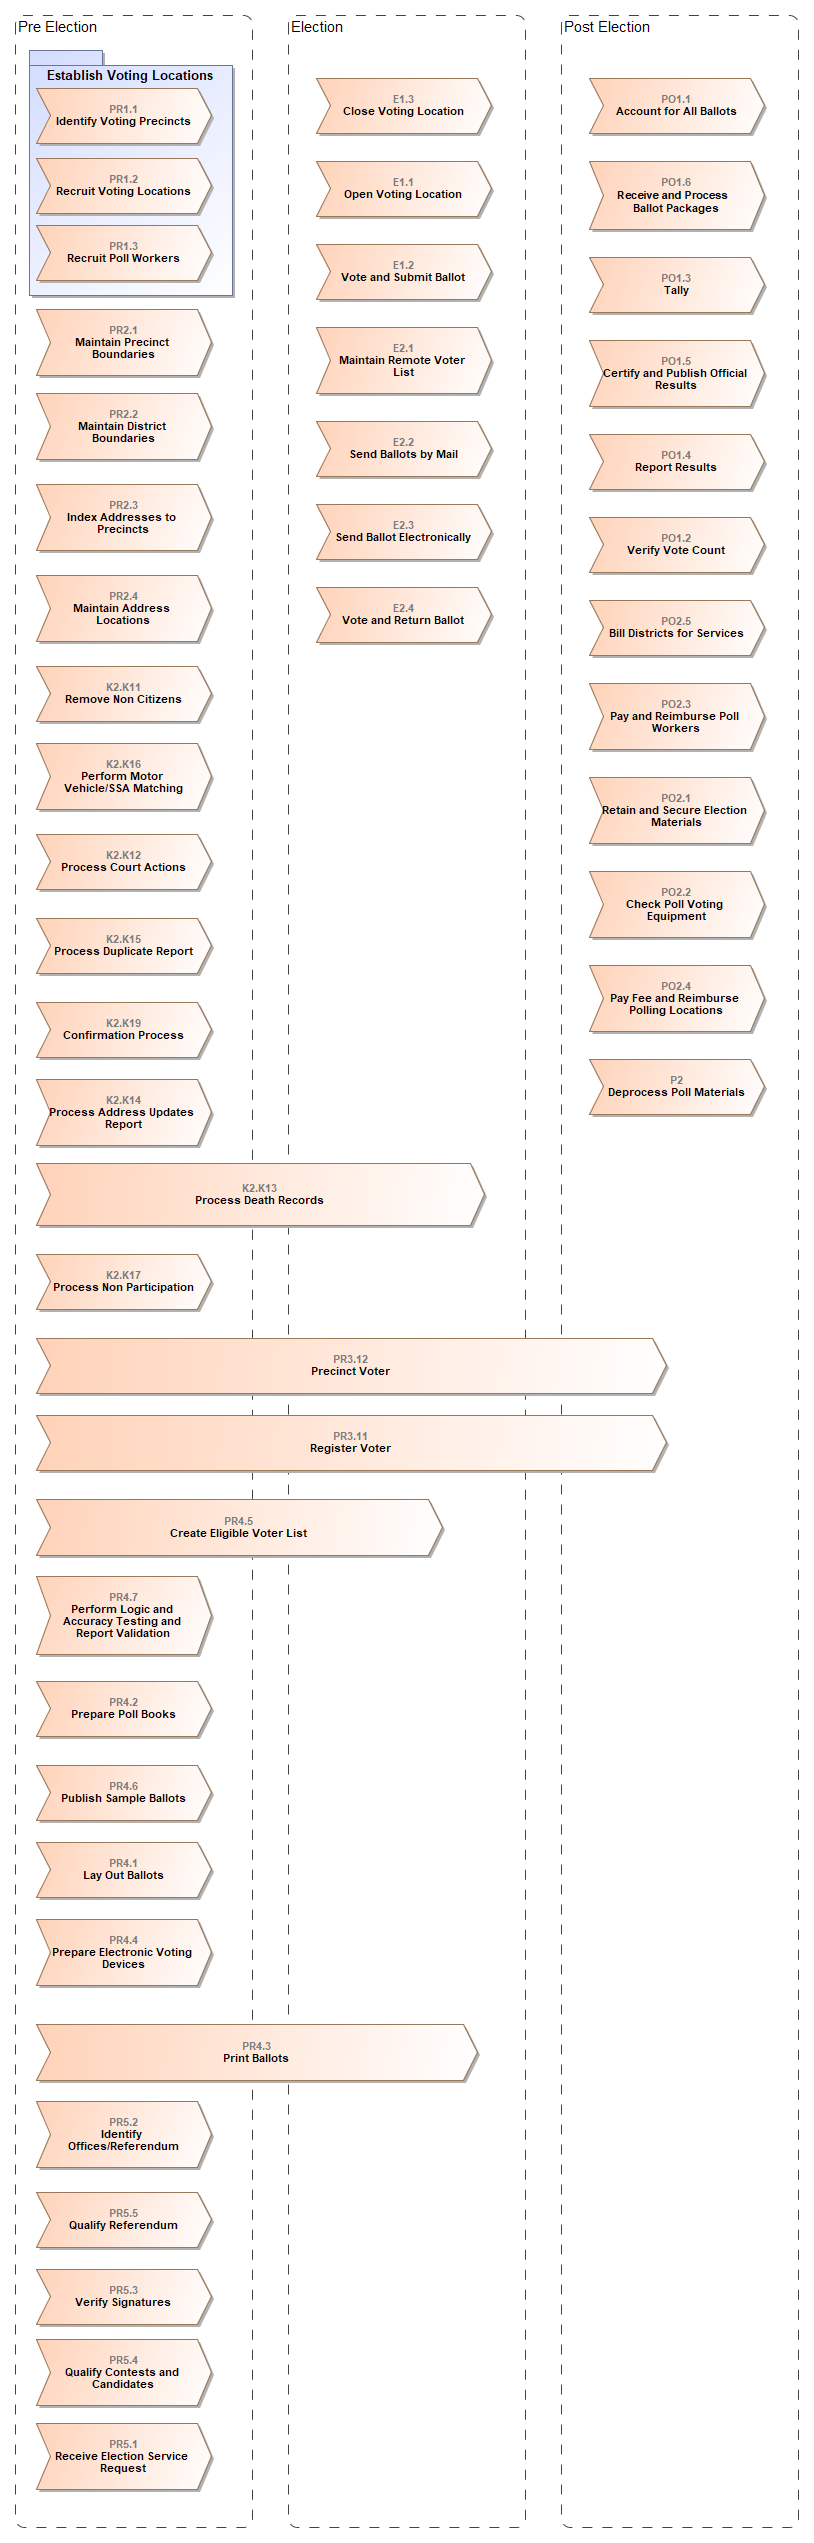 Pre Election
Establish Voting Locations
PR1.1
Identify Voting Precincts
PR1.2
Recruit Voting Locations
PR1.3
Recruit Poll Workers
PR2.1
Maintain Precinct
Boundaries
PR2.2
Maintain District
Boundaries
PR2.3
Index Addresses to
Precincts
PR2.4
Maintain Address
Locations
K2.K11
Remove Non Citizens
K2.K16
Perform Motor
Vehicle/SSA Matching
K2.K12
Process Court Actions
K2.K15
Process Duplicate Report
K2.K19
Confirmation Process
K2.K14
Process Address Updates
Report
K2.K13
Process Death Records
K2.K17
Process Non Participation
PR3.12
Precinct Voter
PR3.11
Register Voter
PR4.5
Create Eligible Voter List
PR4.7
Perform Logic and
Accuracy Testing and
Report Validation
PR4.2
Prepare Poll Books
PR4.6
Publish Sample Ballots
PR4.1
Lay Out Ballots
PR4.4
Prepare Electronic Voting
Devices
PR4.3
Print Ballots
PR5.2
Identify
Offices/Referendum
PR5.5
Qualify Referendum
PR5.3
Verify Signatures
PR5.4
Qualify Contests and
Candidates
PR5.1
Receive Election Service
Request
Election
E1.3
Close Voting Location
E1.1
Open Voting Location
E1.2
Vote and Submit Ballot
E2.1
Maintain Remote Voter
List
E2.2
Send Ballots by Mail
E2.3
Send Ballot Electronically
E2.4
Vote and Return Ballot
Post Election
PO1.1
Account for All Ballots
PO1.6
Receive and Process
Ballot Packages
PO1.3
Tally
PO1.5
Certify and Publish Official
Results
PO1.4
Report Results
PO1.2
Verify Vote Count
PO2.5
Bill Districts for Services
PO2.3
Pay and Reimburse Poll
Workers
PO2.1
Retain and Secure Election
Materials
PO2.2
Check Poll Voting
Equipment
PO2.4
Pay Fee and Reimburse
Polling Locations
P2
Deprocess Poll Materials